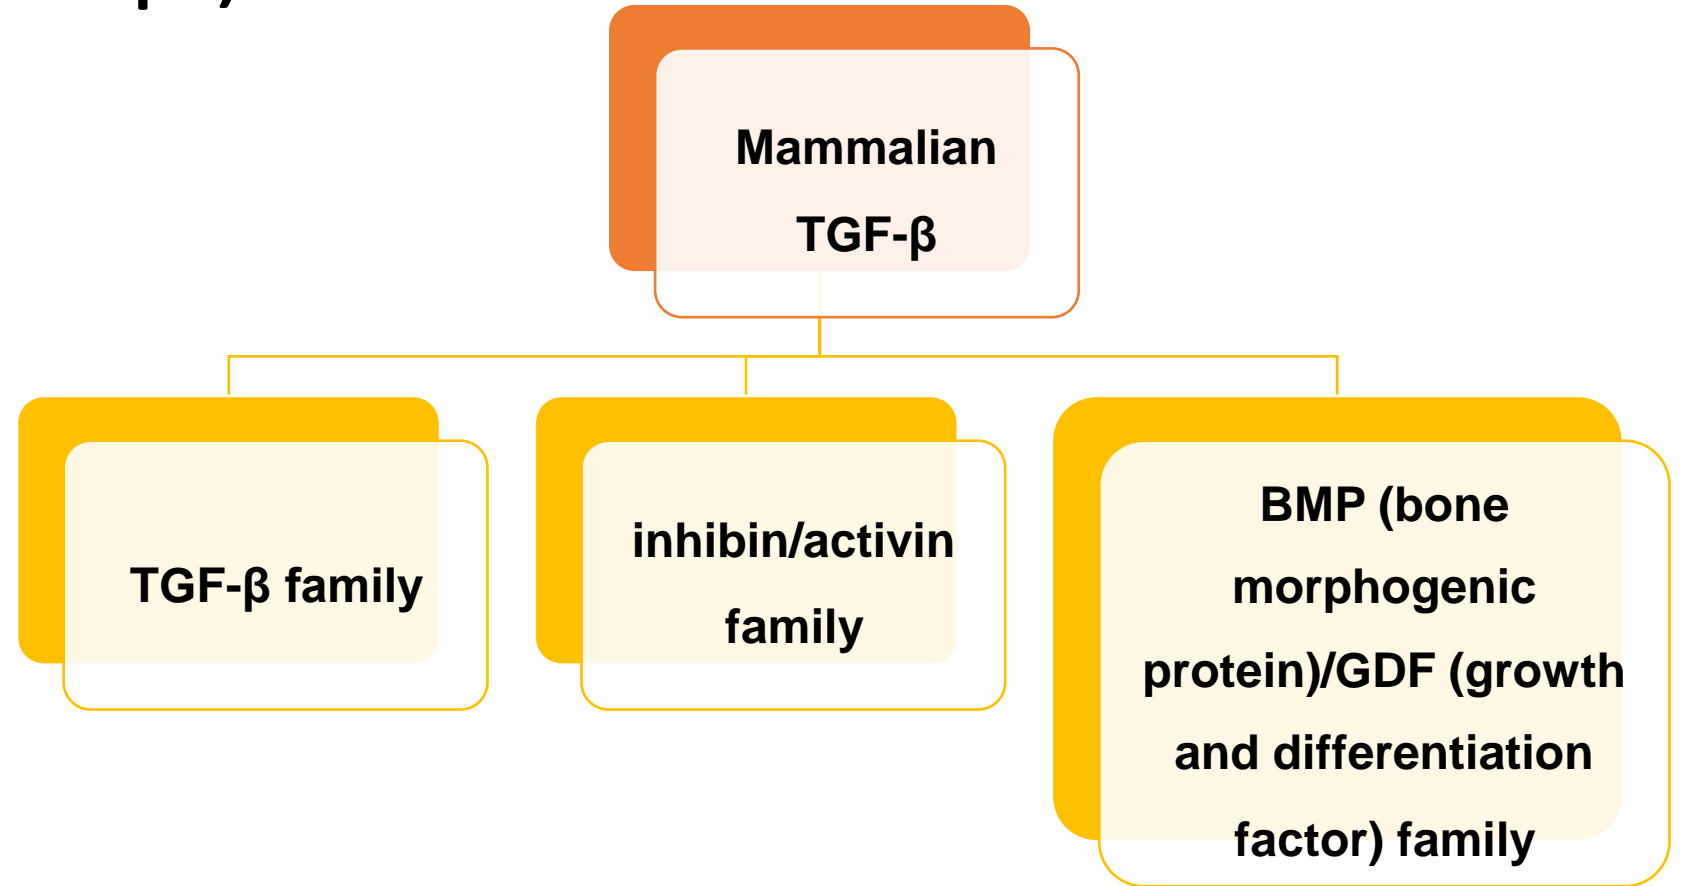 Mammalian
TGF-β
TGF-β family
inhibin/activin
family
BMP (bone
morphogenic
protein)/GDF (growth
and differentiation
factor) family